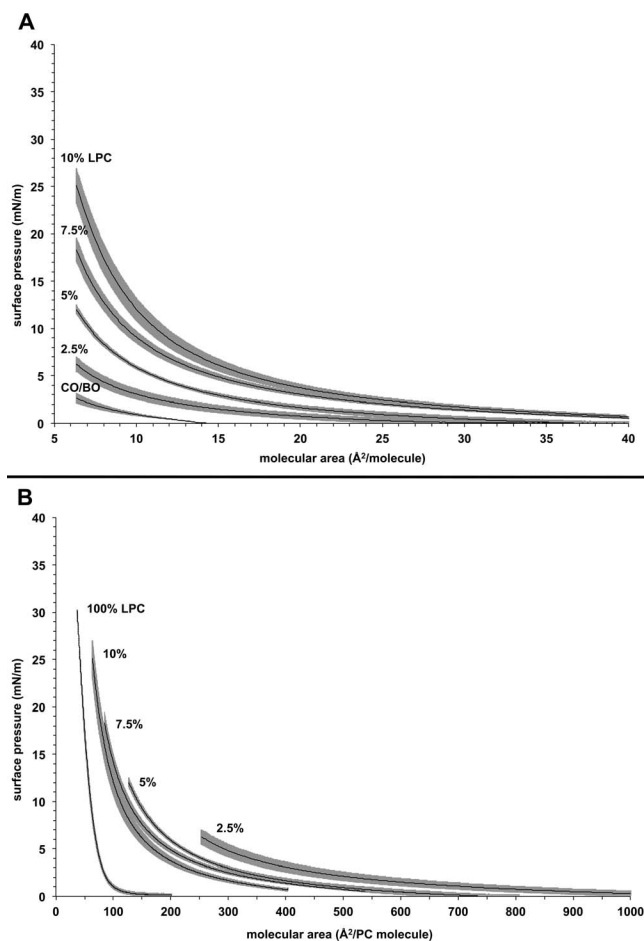 A
40
35
30
25
20
15
10
5
0
surface pressure (mN/m)
10% LPC
7.5%
5%
2.5%
CO/BO
5 10 15 20 25 30 35 40
molecular area (Å²/molecule)
B
40
35
30
25
20
15
10
5
0
surface pressure (mN/m)
100% LPC
10%
7.5%
5%
2.5%
0 100 200 300 400 500 600 700 800 900 1000
molecular area (Å²/PC molecule)